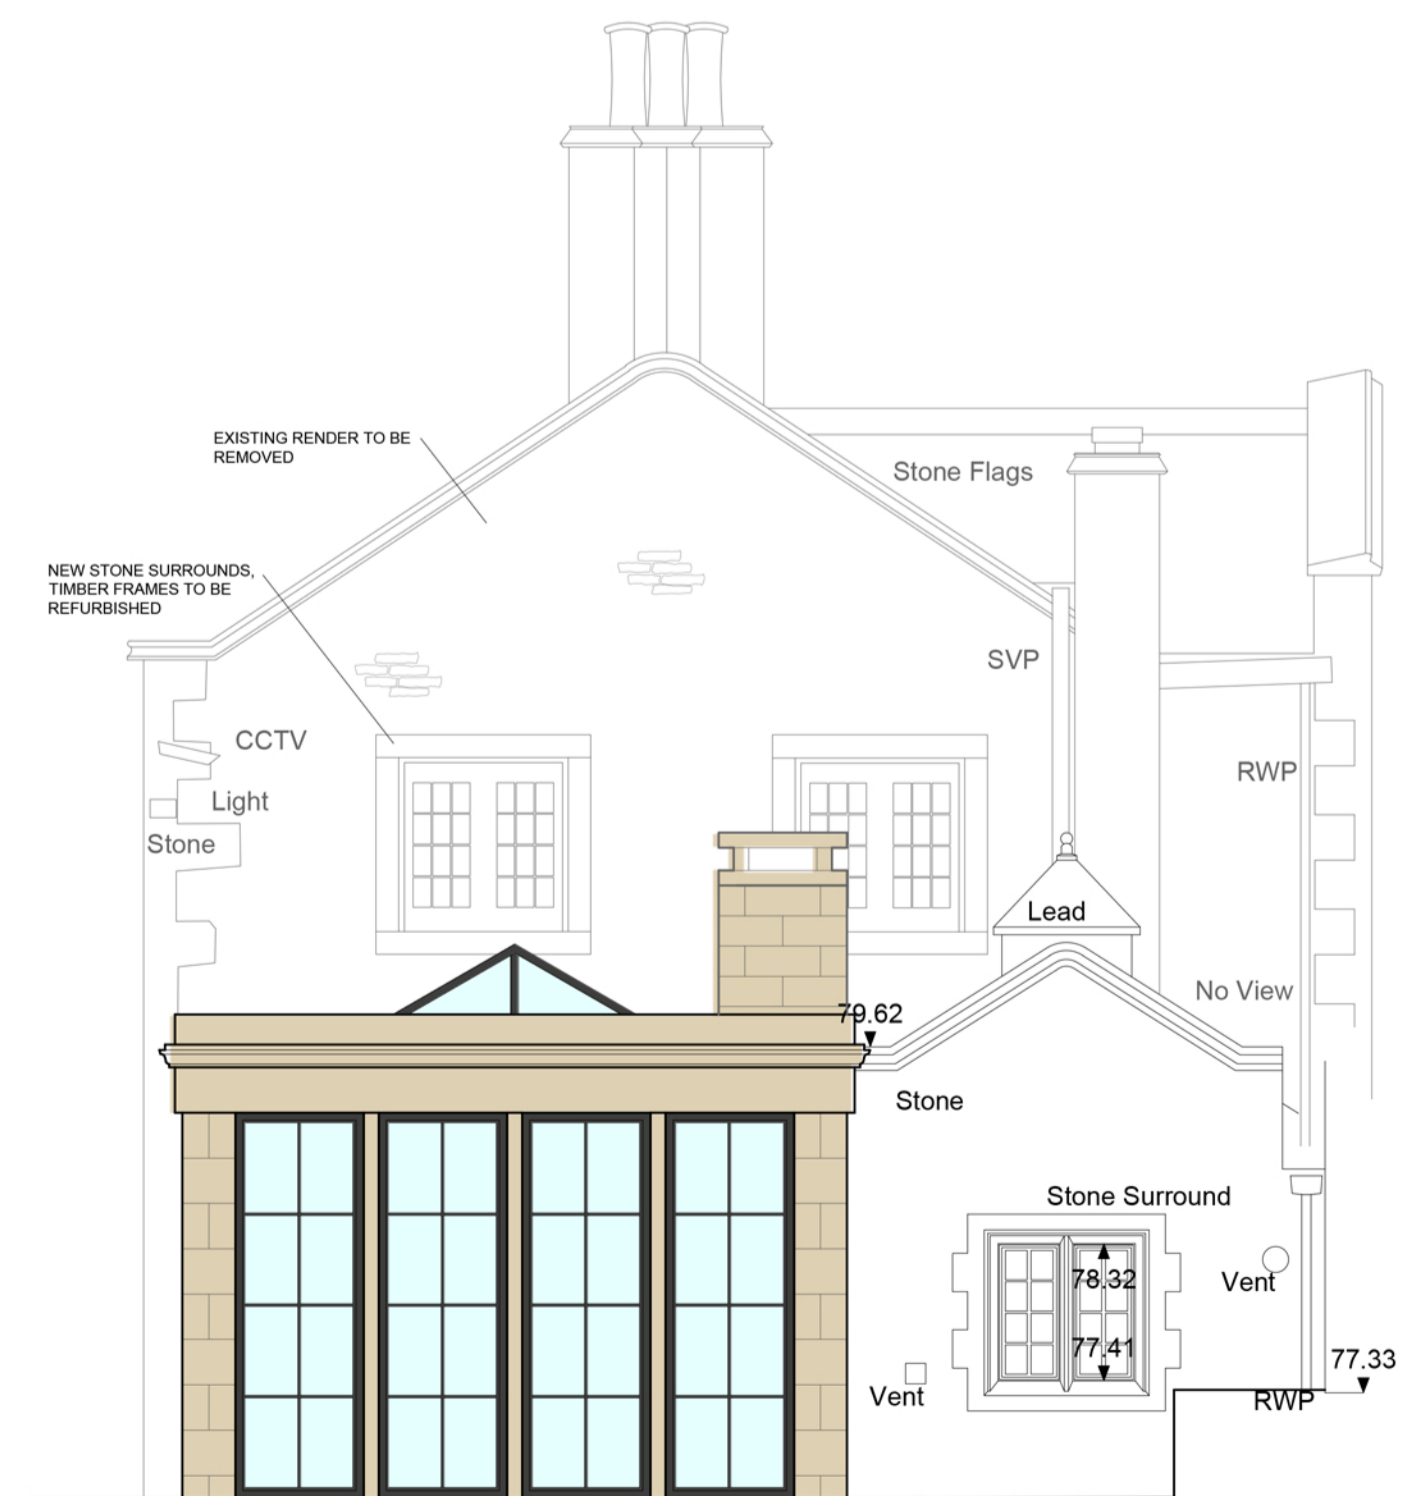 EXISTING RENDER TO BE
REMOVED
Stone Flags
NEW STONE SURROUNDS,
TIMBER FRAMES TO BE
REFURBISHED
SVP
CCTV
RWP
Light
Stone
Lead
No View
79.62
Stone
Stone Surround
78.32
Vent
77.41
77.33
Vent
RWP